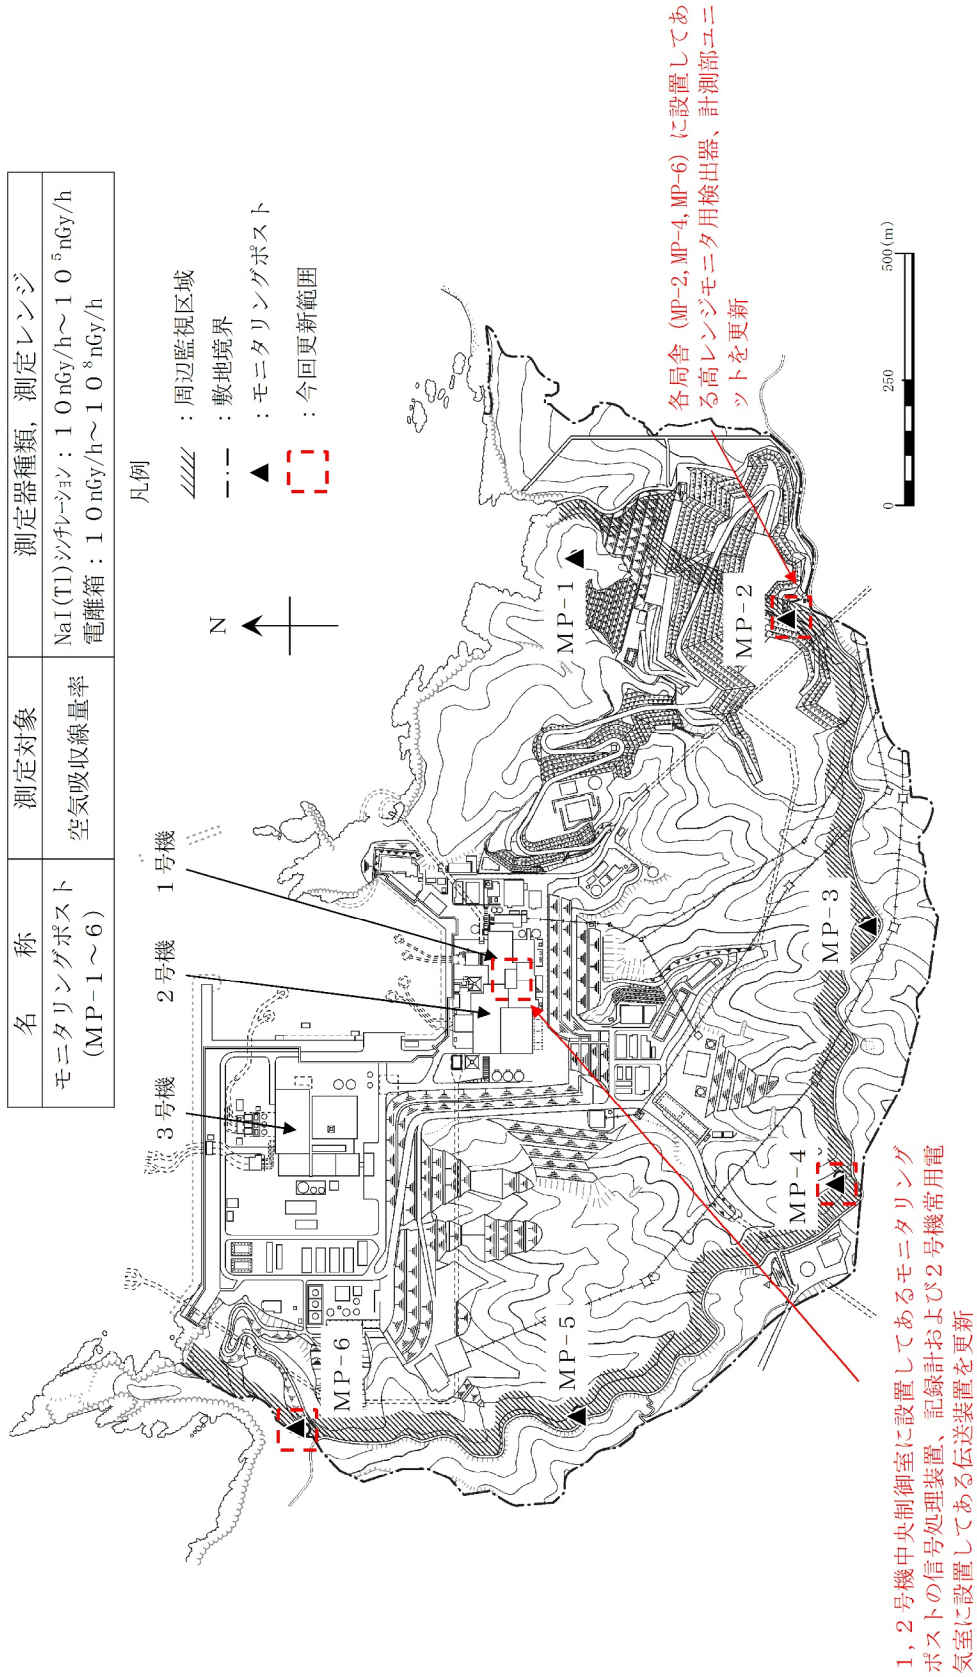 名　　称　測定対象　測定器種類，測定レンジ
モニタリングポスト
(MP-1～6)
空気吸収線量率
NaI(Tl)ｼﾝﾁﾚｰｼｮﾝ：10nGy/h～10⁵nGy/h
電離箱：10nGy/h～10⁸nGy/h
凡例
：周辺監視区域
：敷地境界
：モニタリングポスト
：今回更新範囲
N
3号機
2号機
1号機
MP-6
MP-5
MP-4
MP-3
MP-2
MP-1
各局舎 (MP-2,MP-4,MP-6) に設置してあ
る高レンジモニタ用検出器、計測部ユニ
ットを更新
0
250
500(m)
1，2号機中央制御室に設置してあるモニタリング
ポストの信号処理装置、記録計および2号機常用電
気室に設置してある伝送装置を更新